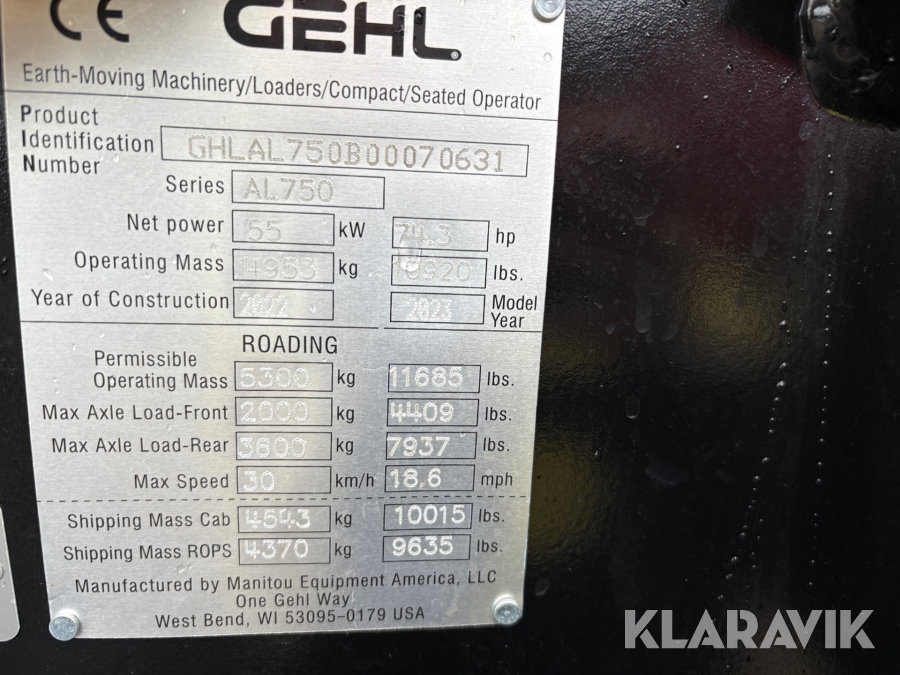 CE GEHL®
Earth-Moving Machinery/Loaders/Compact/Seated Operator
Product
Identification GHLAL750B00070631
Number
Series AL750
Net power 55 kW 74.3 hp
Operating Mass 4953 kg 10920 lbs.
Year of Construction 2022 2023 Model
Year
ROADING
Permissible
Operating Mass 5300 kg 11685 lbs.
Max Axle Load-Front 2000 kg 4409 lbs.
Max Axle Load-Rear 3600 kg 7937 lbs.
Max Speed 30 km/h 18.6 mph
Shipping Mass Cab 4543 kg 10015 lbs.
Shipping Mass ROPS 4370 kg 9635 lbs.
Manufactured by Manitou Equipment America, LLC
One Gehl Way
West Bend, WI 53095-0179 USA
KLARAVIK